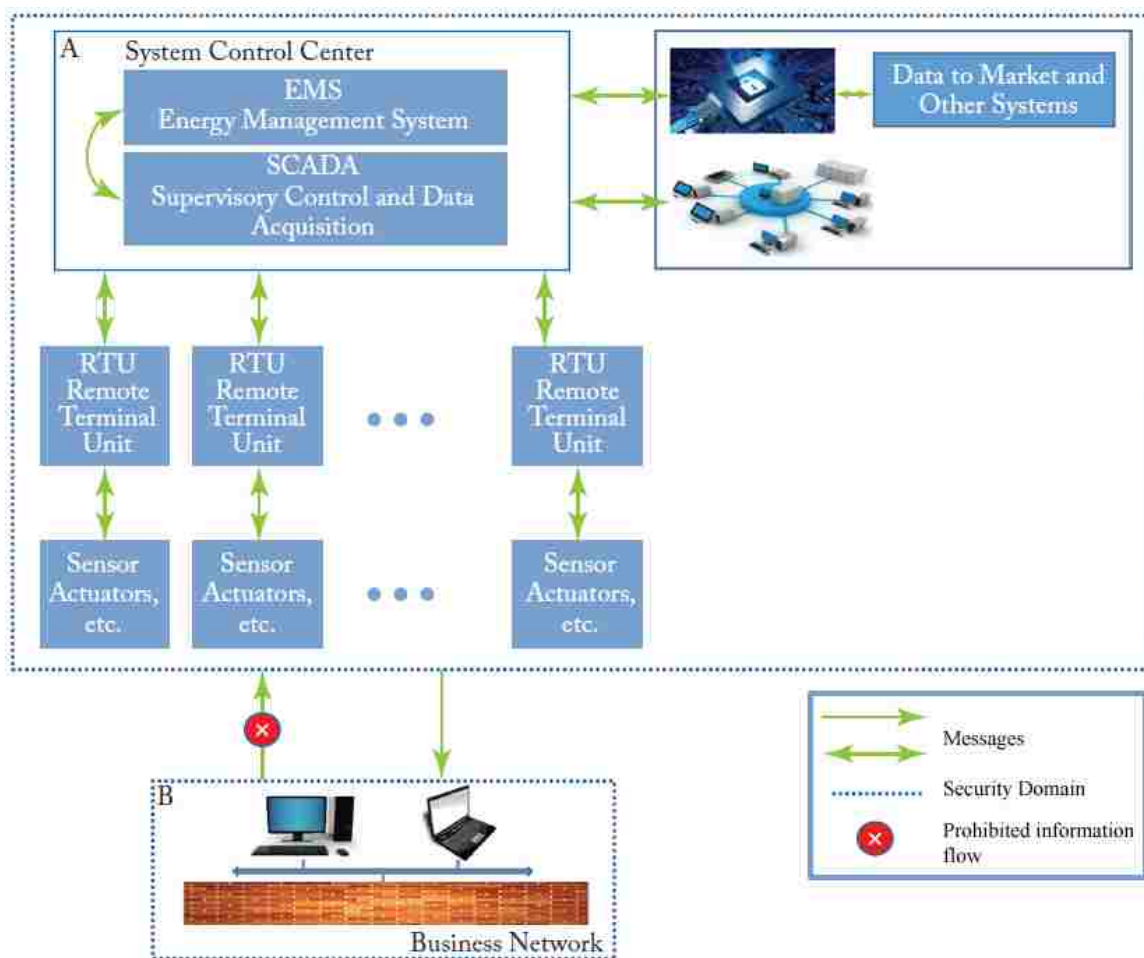 A
System Control Center
EMS
Energy Management System
SCADA
Supervisory Control and Data
Acquisition
Data to Market and
Other Systems
RTU
Remote
Terminal
Unit
RTU
Remote
Terminal
Unit
RTU
Remote
Terminal
Unit
Sensor
Actuators,
etc.
Sensor
Actuators,
etc.
Sensor
Actuators,
etc.
B
Business Network
Messages
Security Domain
Prohibited information
flow